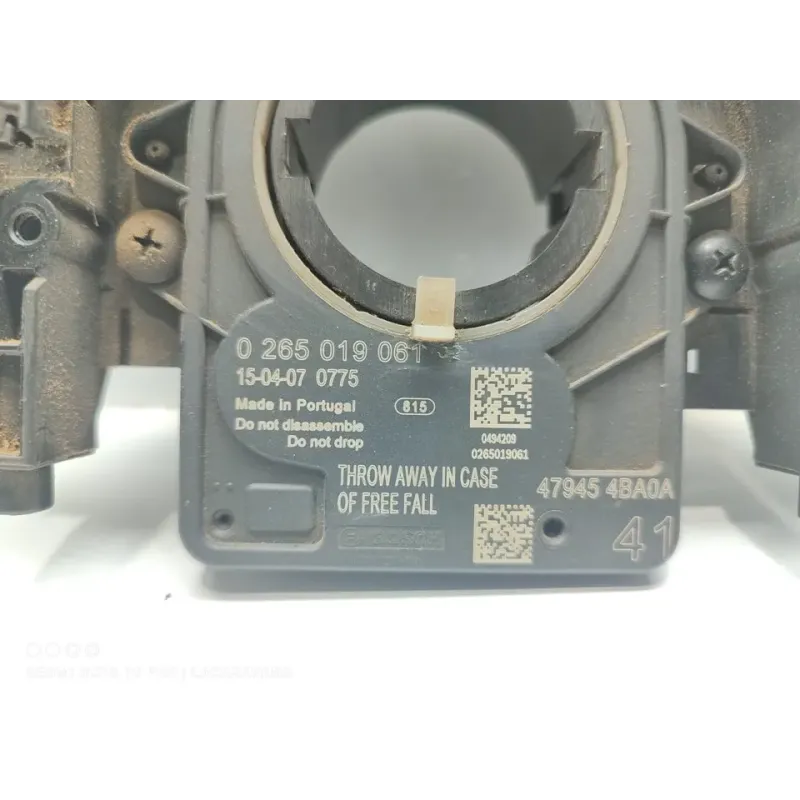 0 265 019 061
15-04-07 0775
Made in Portugal
815
Do not disassemble
Do not drop
0494209
0265019061
THROW AWAY IN CASE
OF FREE FALL
47945 4BA0A
41